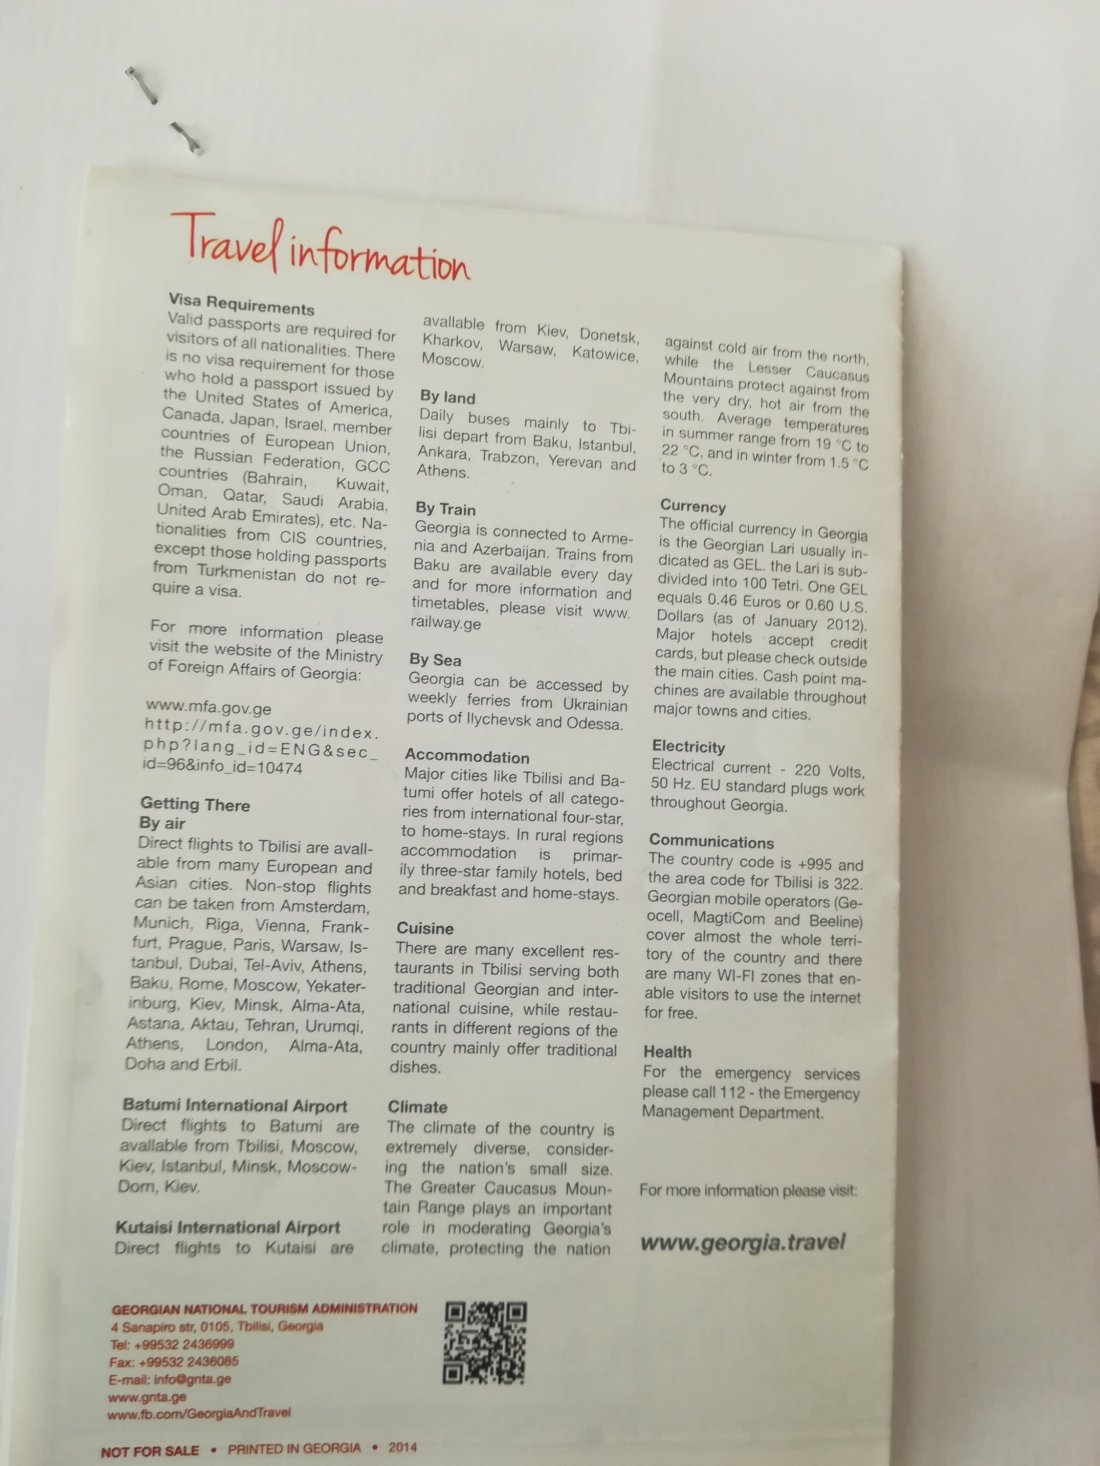 Travel information
Visa Requirements
Valid passports are required for
visitors of all nationalities. There
is no visa requirement for those
who hold a passport issued by
the United States of America,
Canada, Japan, Israel, member
countries of European Union,
the Russian Federation, GCC
countries (Bahrain, Kuwait,
Oman, Qatar, Saudi Arabia,
United Arab Emirates), etc. Na-
tionalities from CIS countries,
except those holding passports
from Turkmenistan do not re-
quire a visa.
For more information please
visit the website of the Ministry
of Foreign Affairs of Georgia:
www.mfa.gov.ge
http://mfa.gov.ge/index.
php?lang_id=ENG&sec_
id=96&info_id=10474
Getting There
By air
Direct flights to Tbilisi are avail-
able from many European and
Asian cities. Non-stop flights
can be taken from Amsterdam,
Munich, Riga, Vienna, Frank-
furt, Prague, Paris, Warsaw, Is-
tanbul, Dubai, Tel-Aviv, Athens,
Baku, Rome, Moscow, Yekater-
inburg, Kiev, Minsk, Alma-Ata,
Astana, Aktau, Tehran, Urumqi,
Athens, London, Alma-Ata,
Doha and Erbil.
Batumi International Airport
Direct flights to Batumi are
available from Tbilisi, Moscow,
Kiev, Istanbul, Minsk, Moscow-
Dom, Kiev.
Kutaisi International Airport
Direct flights to Kutaisi are
available from Kiev, Donetsk,
Kharkov, Warsaw, Katowice,
Moscow.
By land
Daily buses mainly to Tbi-
lisi depart from Baku, Istanbul,
Ankara, Trabzon, Yerevan and
Athens.
By Train
Georgia is connected to Arme-
nia and Azerbaijan. Trains from
Baku are available every day
and for more information and
timetables, please visit www.
railway.ge
By Sea
Georgia can be accessed by
weekly ferries from Ukrainian
ports of Ilychevsk and Odessa.
Accommodation
Major cities like Tbilisi and Ba-
tumi offer hotels of all catego-
ries from international four-star,
to home-stays. In rural regions
accommodation is primar-
ily three-star family hotels, bed
and breakfast and home-stays.
Cuisine
There are many excellent res-
taurants in Tbilisi serving both
traditional Georgian and inter-
national cuisine, while restau-
rants in different regions of the
country mainly offer traditional
dishes.
Climate
The climate of the country is
extremely diverse, consider-
ing the nation's small size.
The Greater Caucasus Moun-
tain Range plays an important
role in moderating Georgia's
climate, protecting the nation
against cold air from the north,
while the Lesser Caucasus
Mountains protect against from
the very dry, hot air from the
south. Average temperatures
in summer range from 19 °C to
22 °C, and in winter from 1.5 °C
to 3 °C.
Currency
The official currency in Georgia
is the Georgian Lari usually in-
dicated as GEL. the Lari is sub-
divided into 100 Tetri. One GEL
equals 0.46 Euros or 0.60 U.S.
Dollars (as of January 2012).
Major hotels accept credit
cards, but please check outside
the main cities. Cash point ma-
chines are available throughout
major towns and cities.
Electricity
Electrical current - 220 Volts,
50 Hz. EU standard plugs work
throughout Georgia.
Communications
The country code is +995 and
the area code for Tbilisi is 322.
Georgian mobile operators (Ge-
ocell, MagtiCom and Beeline)
cover almost the whole terri-
tory of the country and there
are many WI-FI zones that en-
able visitors to use the internet
for free.
Health
For the emergency services
please call 112 - the Emergency
Management Department.
For more information please visit:
www.georgia.travel
GEORGIAN NATIONAL TOURISM ADMINISTRATION
4 Sanapiro str, 0105, Tbilisi, Georgia
Tel: +99532 2436999
Fax: +99532 2436085
E-mail: info@gnta.ge
www.gnta.ge
www.fb.com/GeorgiaAndTravel
NOT FOR SALE • PRINTED IN GEORGIA • 2014